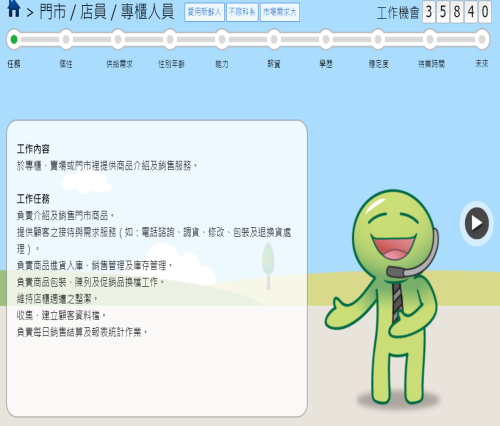 > 門市 / 店員 / 專櫃人員 愛用新鮮人 不限科系 市場需求大 工作機會 3 5 8 4 0
任務 個性 供給需求 性別年齡 能力 薪資 學歷 穩定度 待業時間 未來
工作內容
於專櫃、賣場或門市裡提供商品介紹及銷售服務。
工作任務
負責介紹及銷售門市商品。
提供顧客之接待與需求服務(如:電話諮詢、調貨、修改、包裝及退換貨處
理)。
負責商品進貨入庫、銷售管理及庫存管理。
負責商品包裝、陳列及促銷品換檔工作。
維持店櫃週遭之整潔。
收集、建立顧客資料檔。
負責每日銷售結算及報表統計作業。